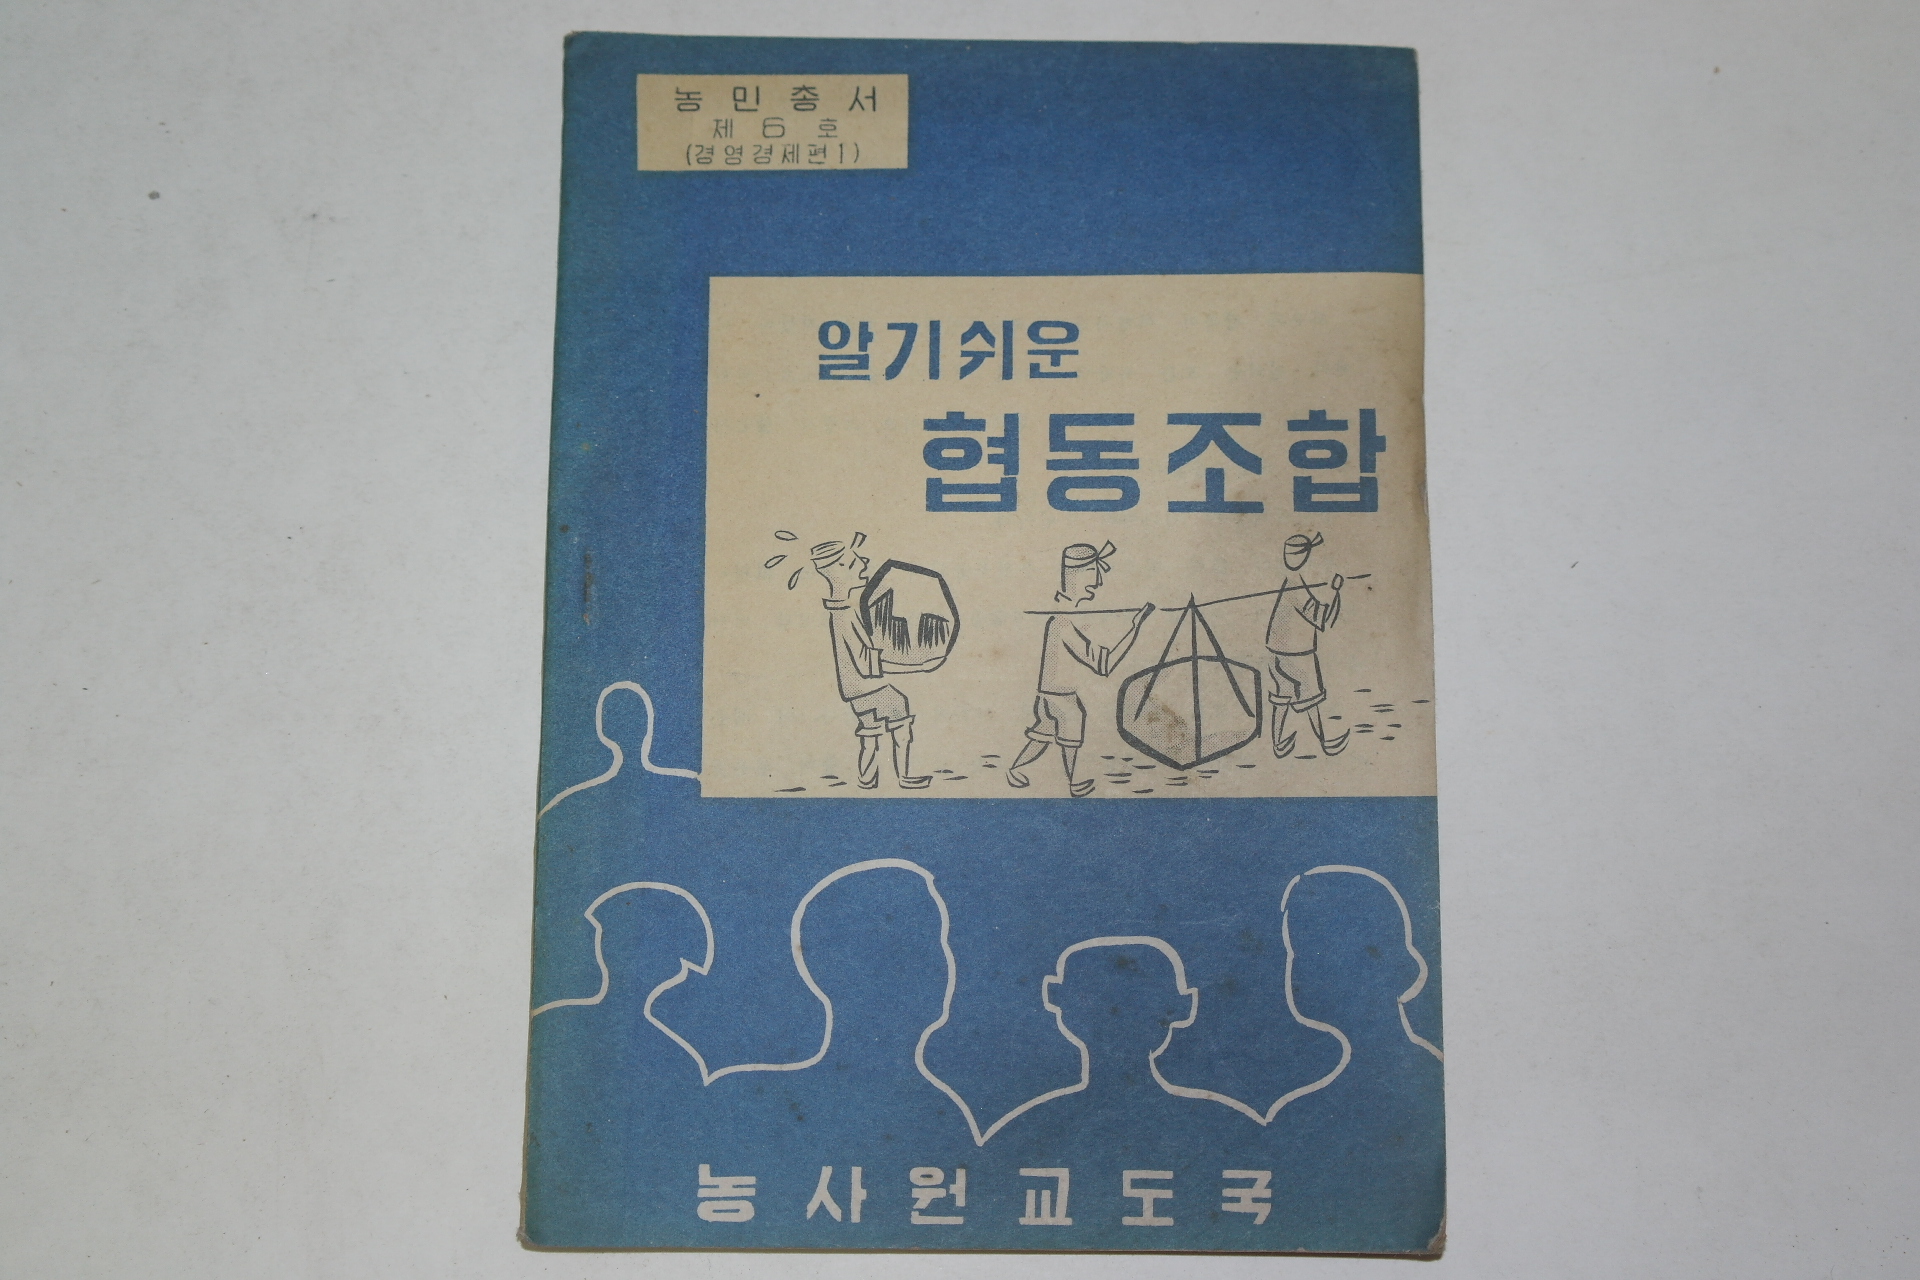 농민총서
제 6 호
(경영경제편 1)
알기쉬운
협동조합
농사원교도국